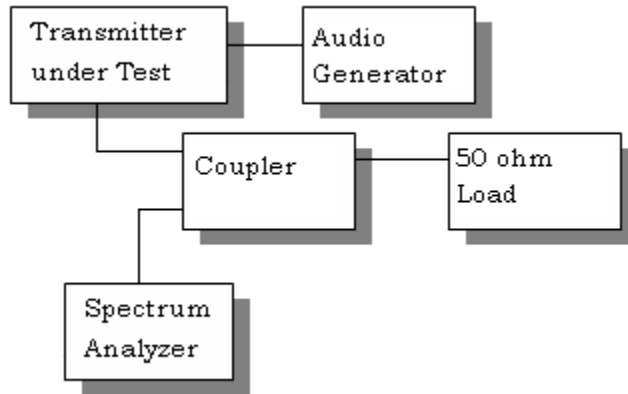 Transmitter
under Test
Audio
Generator
Coupler
50 ohm
Load
Spectrum
Analyzer